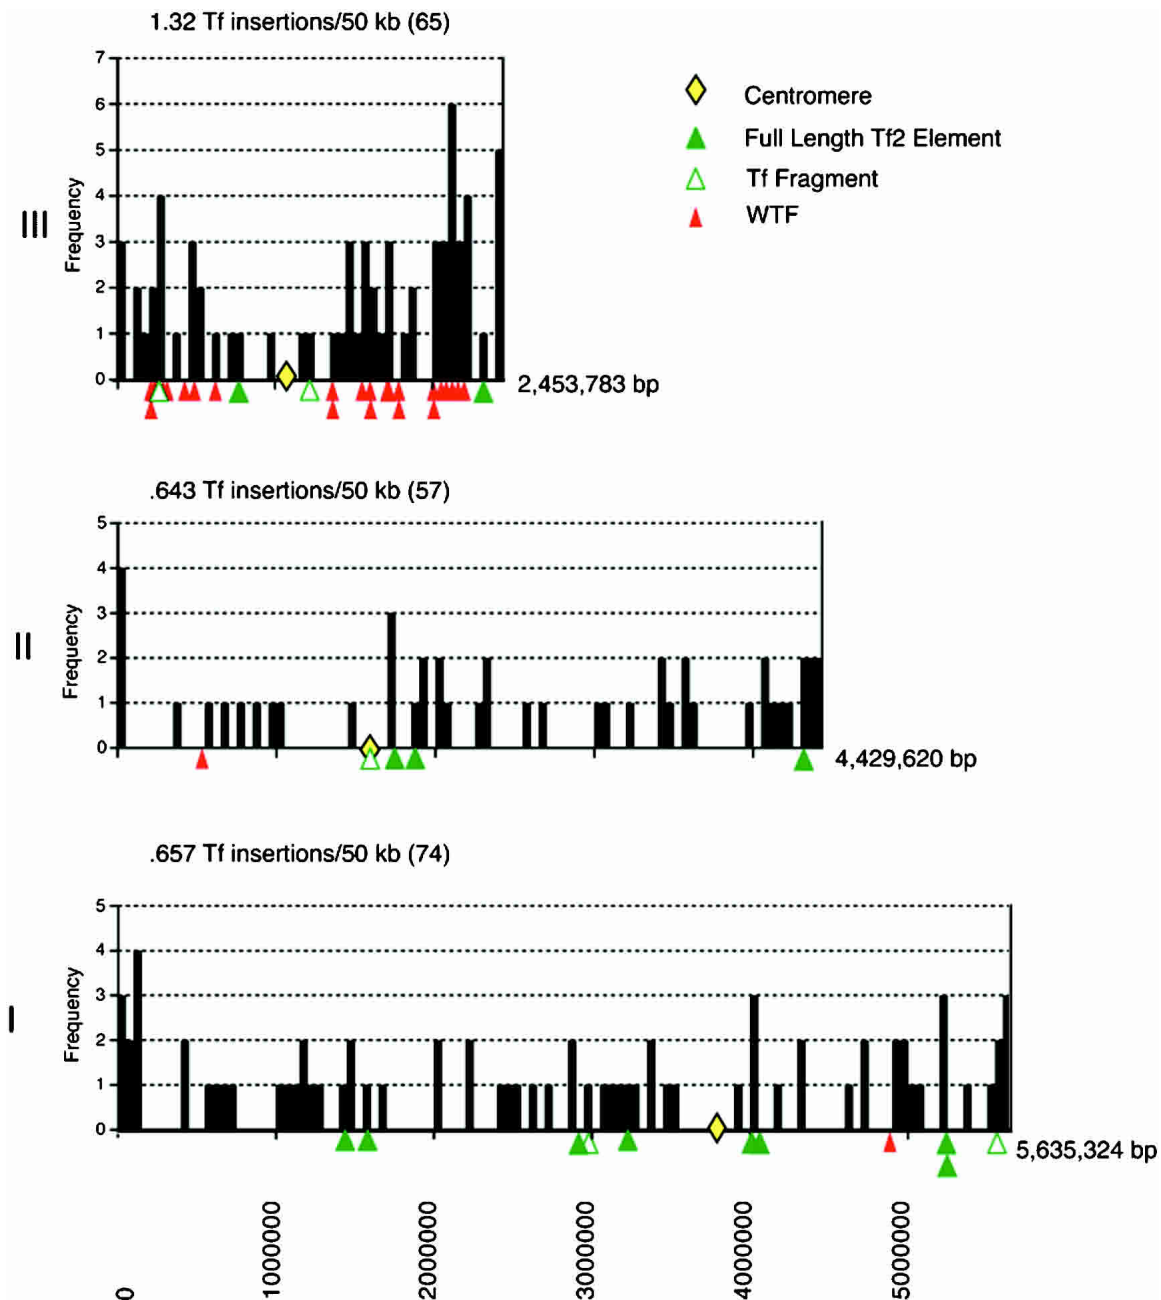 1.32 Tf insertions/50 kb (65)
7
6
5
4
3
2
1
0
Frequency
III
2,453,783 bp
Centromere
Full Length Tf2 Element
Tf Fragment
WTF
.643 Tf insertions/50 kb (57)
5
4
3
2
1
0
Frequency
II
4,429,620 bp
.657 Tf insertions/50 kb (74)
5
4
3
2
1
0
Frequency
I
5,635,324 bp
0
1000000
2000000
3000000
4000000
5000000